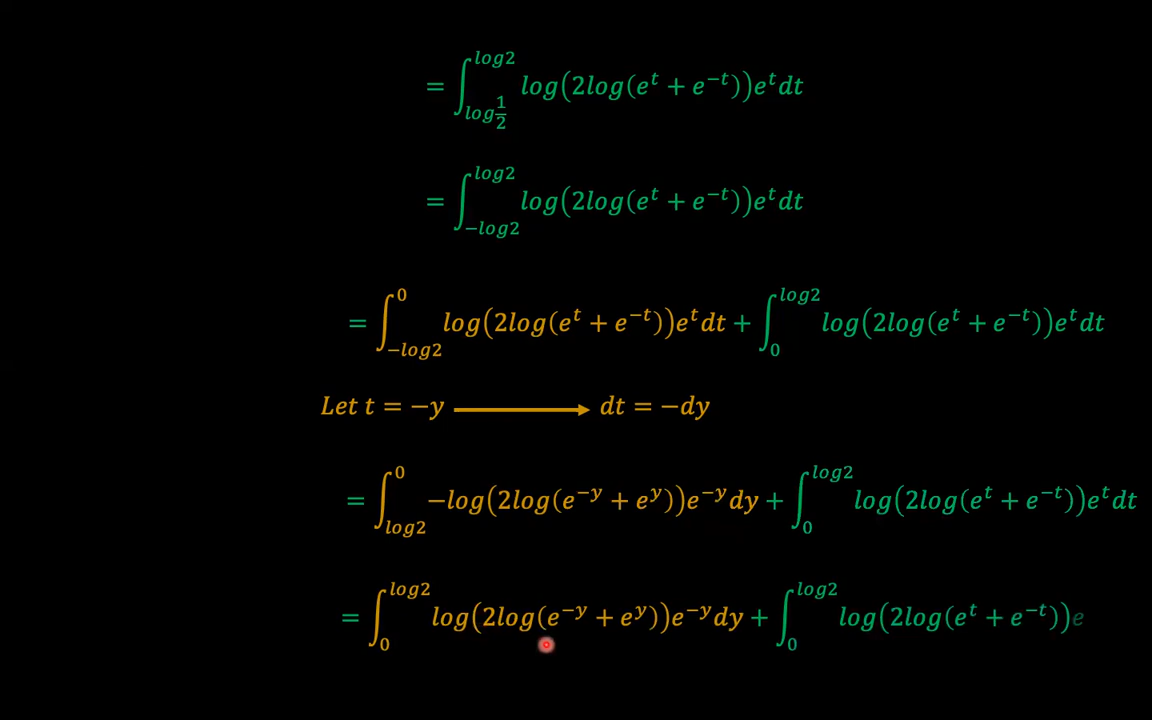 = ∫_{log 1/2}^{log2} log(2log(e^t + e^{−t}))e^t dt
= ∫_{−log2}^{log2} log(2log(e^t + e^{−t}))e^t dt
= ∫_{−log2}^{0} log(2log(e^t + e^{−t}))e^t dt + ∫_{0}^{log2} log(2log(e^t + e^{−t}))e^t dt
Let t = −y ⟶ dt = −dy
= ∫_{log2}^{0} −log(2log(e^{−y} + e^y))e^{−y} dy + ∫_{0}^{log2} log(2log(e^t + e^{−t}))e^t dt
= ∫_{0}^{log2} log(2log(e^{−y} + e^y))e^{−y} dy + ∫_{0}^{log2} log(2log(e^t + e^{−t}))e